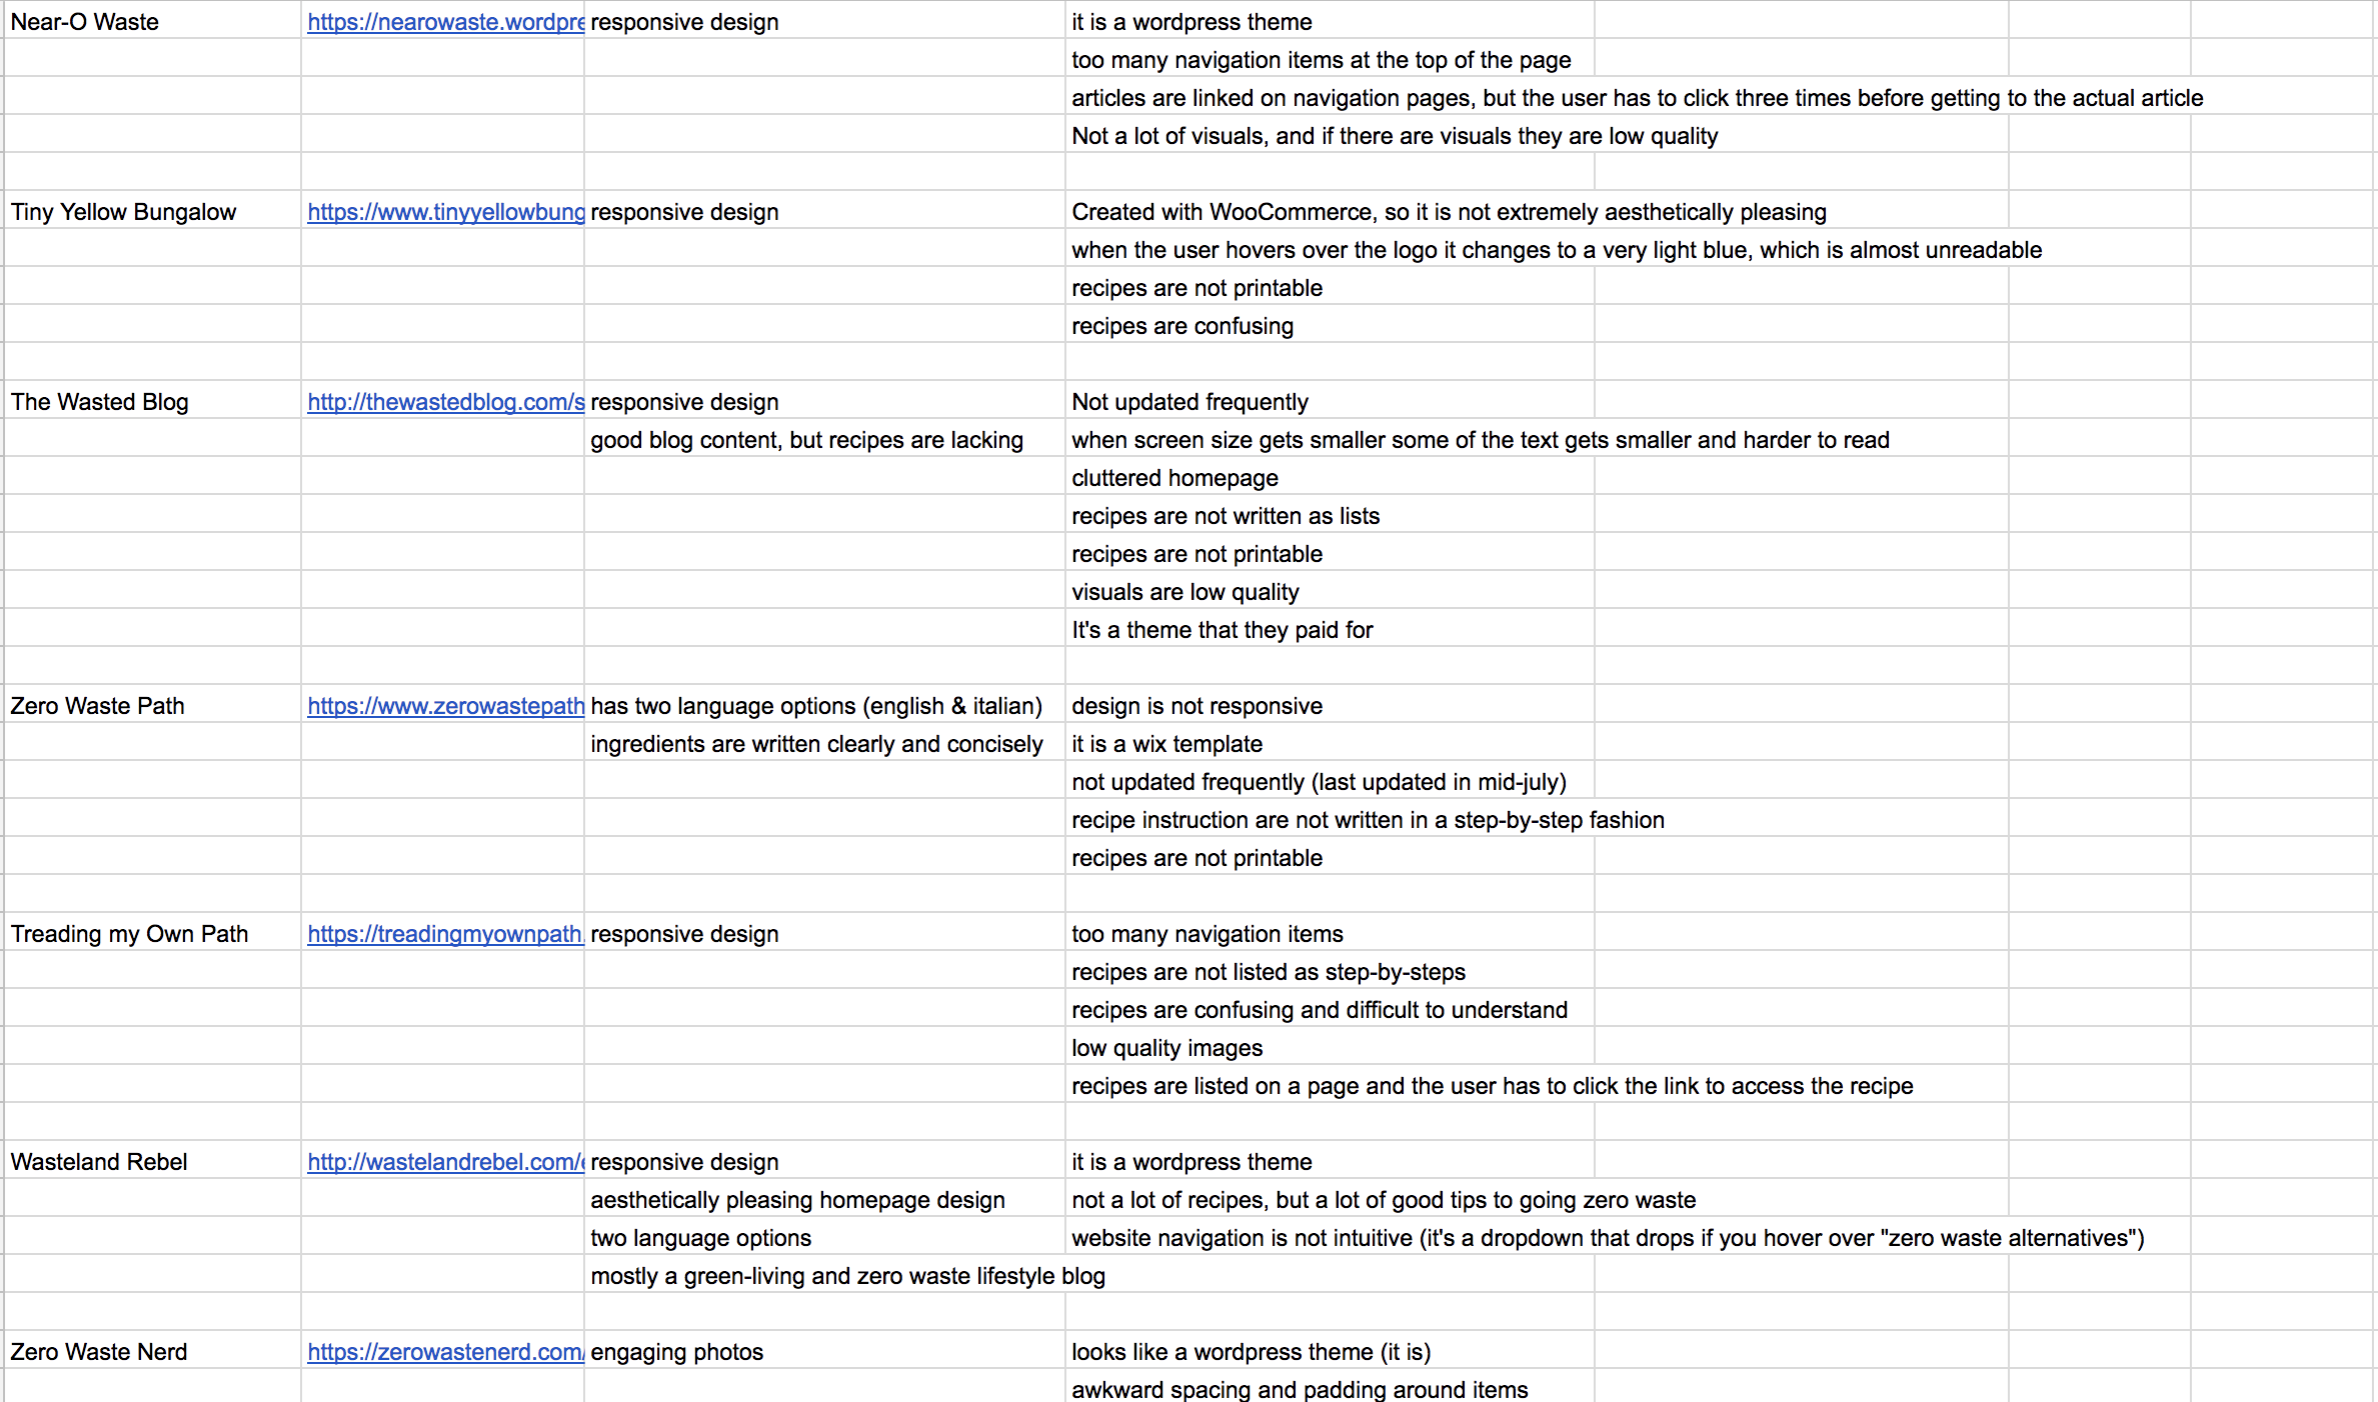 Near-O Waste https://nearowaste.wordpre responsive design it is a wordpress theme
too many navigation items at the top of the page
articles are linked on navigation pages, but the user has to click three times before getting to the actual article
Not a lot of visuals, and if there are visuals they are low quality
Tiny Yellow Bungalow https://www.tinyyellowbung responsive design Created with WooCommerce, so it is not extremely aesthetically pleasing
when the user hovers over the logo it changes to a very light blue, which is almost unreadable
recipes are not printable
recipes are confusing
The Wasted Blog http://thewastedblog.com/s responsive design Not updated frequently
good blog content, but recipes are lacking when screen size gets smaller some of the text gets smaller and harder to read
cluttered homepage
recipes are not written as lists
recipes are not printable
visuals are low quality
It's a theme that they paid for
Zero Waste Path https://www.zerowastepath has two language options (english & italian) design is not responsive
ingredients are written clearly and concisely it is a wix template
not updated frequently (last updated in mid-july)
recipe instruction are not written in a step-by-step fashion
recipes are not printable
Treading my Own Path https://treadingmyownpath. responsive design too many navigation items
recipes are not listed as step-by-steps
recipes are confusing and difficult to understand
low quality images
recipes are listed on a page and the user has to click the link to access the recipe
Wasteland Rebel http://wastelandrebel.com/e responsive design it is a wordpress theme
aesthetically pleasing homepage design not a lot of recipes, but a lot of good tips to going zero waste
two language options website navigation is not intuitive (it's a dropdown that drops if you hover over "zero waste alternatives")
mostly a green-living and zero waste lifestyle blog
Zero Waste Nerd https://zerowastenerd.com/ engaging photos looks like a wordpress theme (it is)
awkward spacing and padding around items